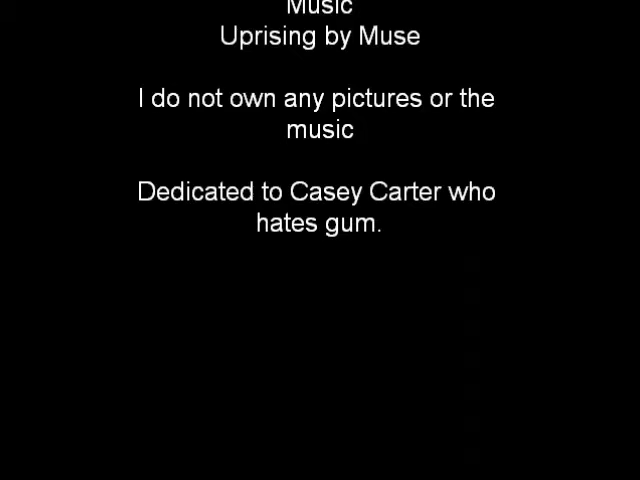 Music
Uprising by Muse
I do not own any pictures or the
music
Dedicated to Casey Carter who
hates gum.